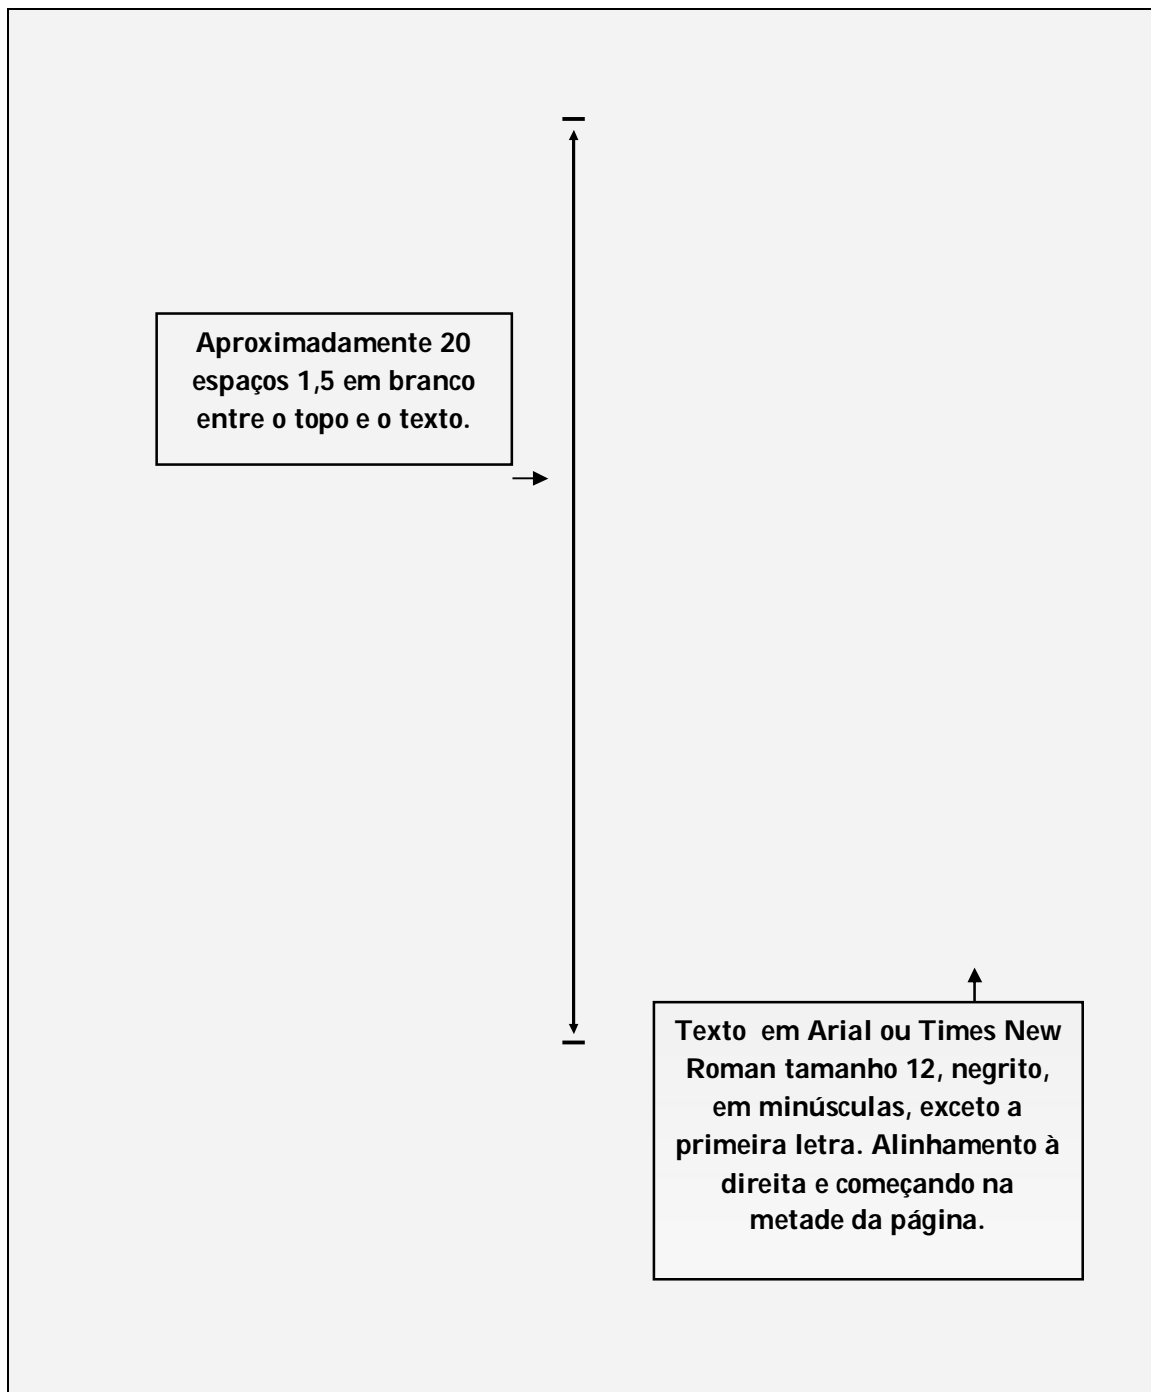 Aproximadamente 20
espaços 1,5 em branco
entre o topo e o texto.
Texto em Arial ou Times New
Roman tamanho 12, negrito,
em minúsculas, exceto a
primeira letra. Alinhamento à
direita e começando na
metade da página.